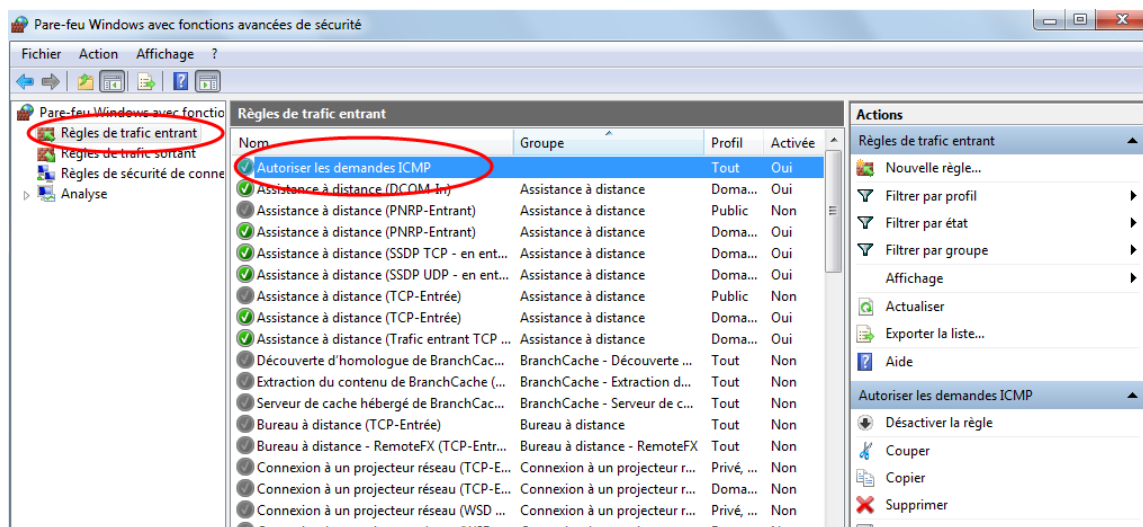 Pare-feu Windows avec fonctions avancées de sécurité
Fichier Action Affichage ?
Pare-feu Windows avec fonctio
Règles de trafic entrant
Règles de trafic sortant
Règles de sécurité de conne
Analyse
Règles de trafic entrant
Nom Groupe Profil Activée
Autoriser les demandes ICMP Tout Oui
Assistance à distance (DCOM-In) Assistance à distance Doma... Oui
Assistance à distance (PNRP-Entrant) Assistance à distance Public Non
Assistance à distance (PNRP-Entrant) Assistance à distance Doma... Oui
Assistance à distance (SSDP TCP - en ent... Assistance à distance Doma... Oui
Assistance à distance (SSDP UDP - en ent... Assistance à distance Doma... Oui
Assistance à distance (TCP-Entrée) Assistance à distance Public Non
Assistance à distance (TCP-Entrée) Assistance à distance Doma... Oui
Assistance à distance (Trafic entrant TCP ... Assistance à distance Doma... Oui
Découverte d'homologue de BranchCac... BranchCache - Découverte ... Tout Non
Extraction du contenu de BranchCache (... BranchCache - Extraction d... Tout Non
Serveur de cache hébergé de BranchCac... BranchCache - Serveur de c... Tout Non
Bureau à distance (TCP-Entrée) Bureau à distance Tout Non
Bureau à distance - RemoteFX (TCP-Entr... Bureau à distance - RemoteFX Tout Non
Connexion à un projecteur réseau (TCP-E... Connexion à un projecteur r... Privé, ... Non
Connexion à un projecteur réseau (TCP-E... Connexion à un projecteur r... Doma... Non
Connexion à un projecteur réseau (WSD ... Connexion à un projecteur r... Privé, ... Non
Actions
Règles de trafic entrant
Nouvelle règle...
Filtrer par profil
Filtrer par état
Filtrer par groupe
Affichage
Actualiser
Exporter la liste...
Aide
Autoriser les demandes ICMP
Désactiver la règle
Couper
Copier
Supprimer